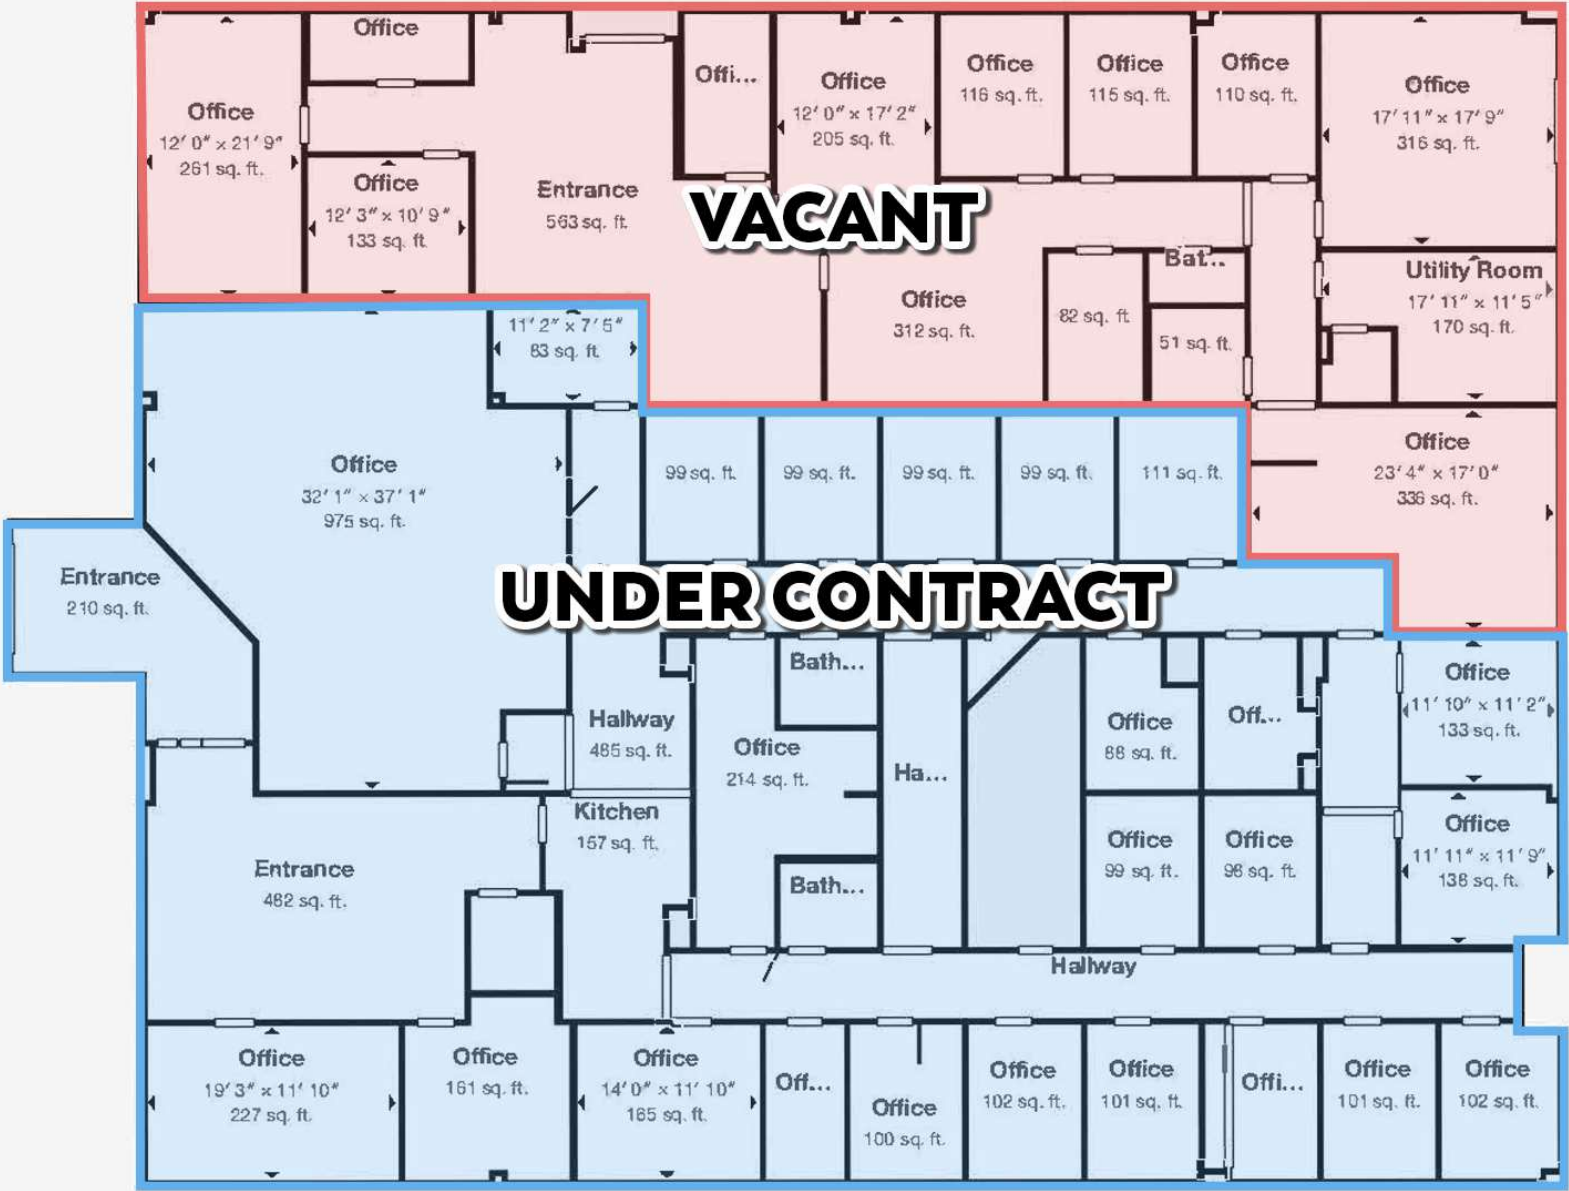 Office
Office
12' 0" × 21' 9"
261 sq. ft.
Office
12' 3" × 10' 9"
133 sq. ft.
Entrance
563 sq. ft.
Offi...
Office
12' 0" × 17' 2"
205 sq. ft.
Office
116 sq. ft.
Office
115 sq. ft.
Office
110 sq. ft.
Office
17' 11" × 17' 9"
316 sq. ft.
VACANT
Office
312 sq. ft.
82 sq. ft.
Bat...
51 sq. ft.
Utility Room
17' 11" × 11' 5"
170 sq. ft.
Office
23' 4" × 17' 0"
336 sq. ft.
11' 2" × 7' 5"
83 sq. ft.
Office
32' 1" × 37' 1"
975 sq. ft.
99 sq. ft.
99 sq. ft.
99 sq. ft.
99 sq. ft.
111 sq. ft.
Entrance
210 sq. ft.
UNDER CONTRACT
Hallway
465 sq. ft.
Kitchen
157 sq. ft.
Bath...
Office
214 sq. ft.
Bath...
Ha...
Office
88 sq. ft.
Off...
Office
11' 10" × 11' 2"
133 sq. ft.
Office
99 sq. ft.
Office
96 sq. ft.
Office
11' 11" × 11' 9"
136 sq. ft.
Entrance
462 sq. ft.
Hallway
Office
19' 3" × 11' 10"
227 sq. ft.
Office
161 sq. ft.
Office
14' 0" × 11' 10"
165 sq. ft.
Off...
Office
100 sq. ft.
Office
102 sq. ft.
Office
101 sq. ft.
Offi...
Office
101 sq. ft.
Office
102 sq. ft.